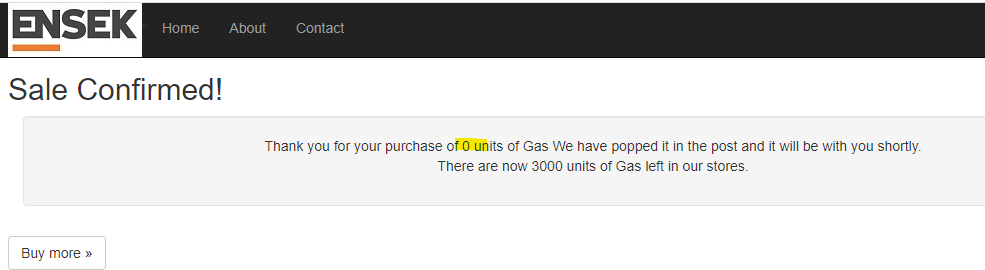 ENSEK
Home About Contact
Sale Confirmed!
Thank you for your purchase of 0 units of Gas We have popped it in the post and it will be with you shortly.
There are now 3000 units of Gas left in our stores.
Buy more »